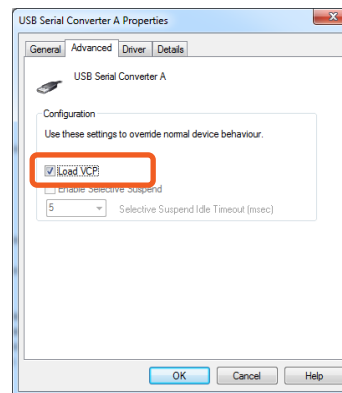 USB Serial Converter A Properties
x
General Advanced Driver Details
USB Serial Converter A
Configuration
Use these settings to override normal device behaviour.
Load VCP
Enable Selective Suspend
5 Selective Suspend Idle Timeout (msec)
OK Cancel Help